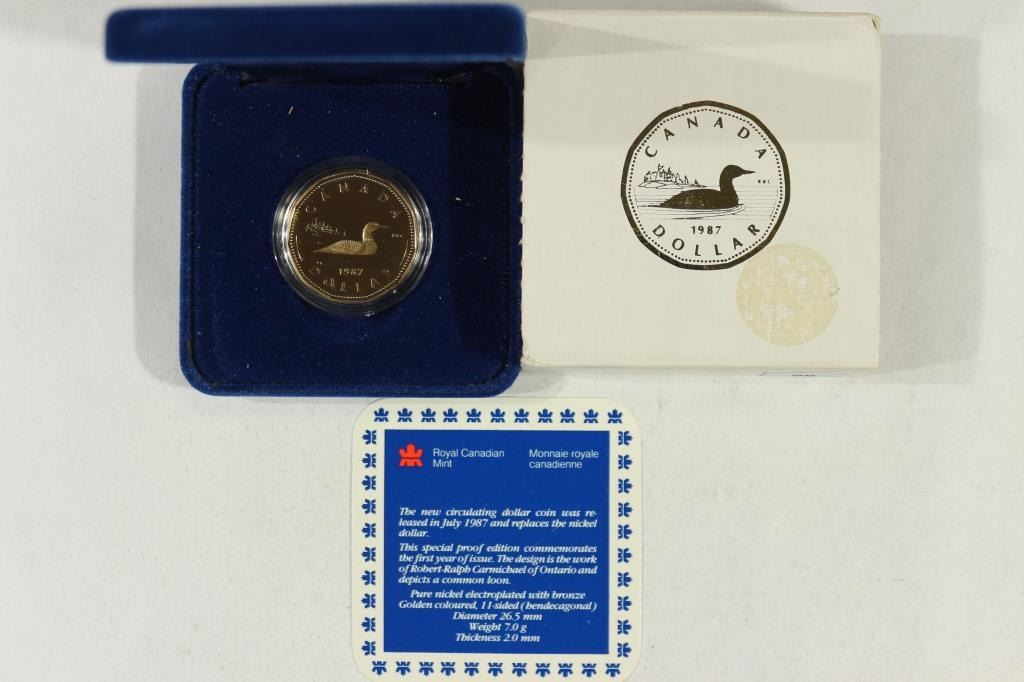 CANADA
RRC
1987
DOLLAR
CANADA
RRC
1987
DOLLAR
Royal Canadian
Mint
Monnaie royale
canadienne
The new circulating dollar coin was re-
leased in July 1987 and replaces the nickel
dollar.
This special proof edition commemorates
the first year of issue. The design is the work
of Robert-Ralph Carmichael of Ontario and
depicts a common loon.
Pure nickel electroplated with bronze
Golden coloured, 11-sided (hendecagonal)
Diameter 26.5 mm
Weight 7.0 g
Thickness 2.0 mm